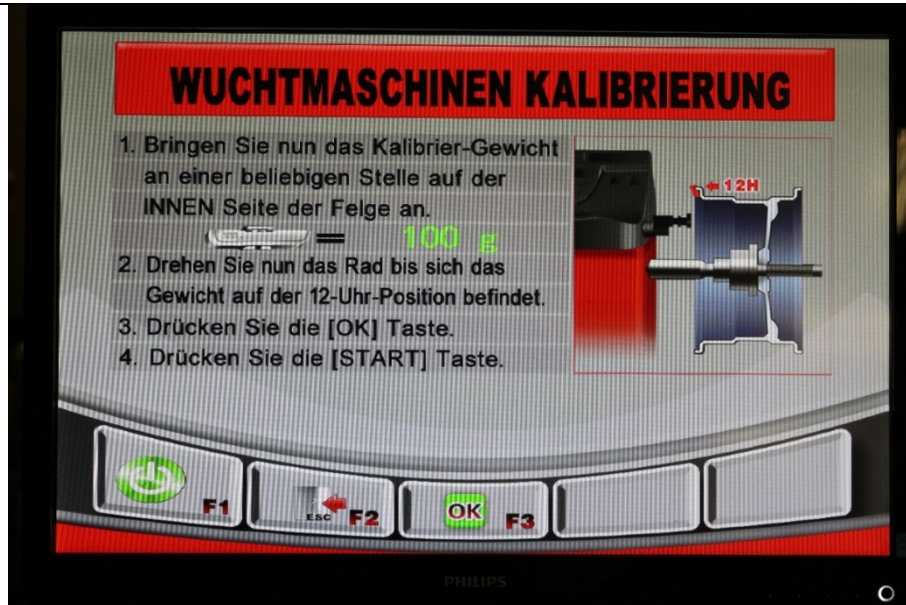 WUCHTMASCHINEN KALIBRIERUNG
1. Bringen Sie nun das Kalibrier-Gewicht
an einer beliebigen Stelle auf der
INNEN Seite der Felge an.
= 100 g
2. Drehen Sie nun das Rad bis sich das
Gewicht auf der 12-Uhr-Position befindet.
3. Drücken Sie die [OK] Taste.
4. Drücken Sie die [START] Taste.
12H
F1
ESC F2
OK F3
PHILIPS